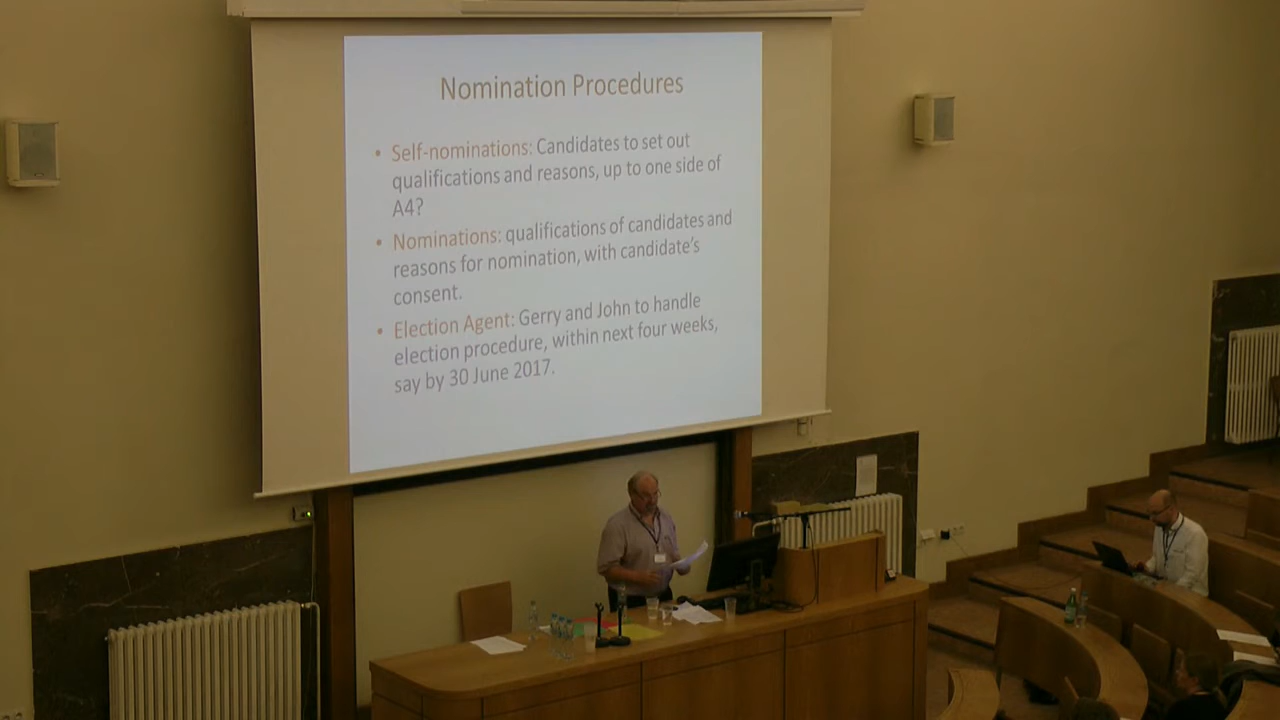 Nomination Procedures
• Self-nominations: Candidates to set out
qualifications and reasons, up to one side of
A4?
• Nominations: qualifications of candidates and
reasons for nomination, with candidate's
consent.
• Election Agent: Gerry and John to handle
election procedure, within next four weeks,
say by 30 June 2017.